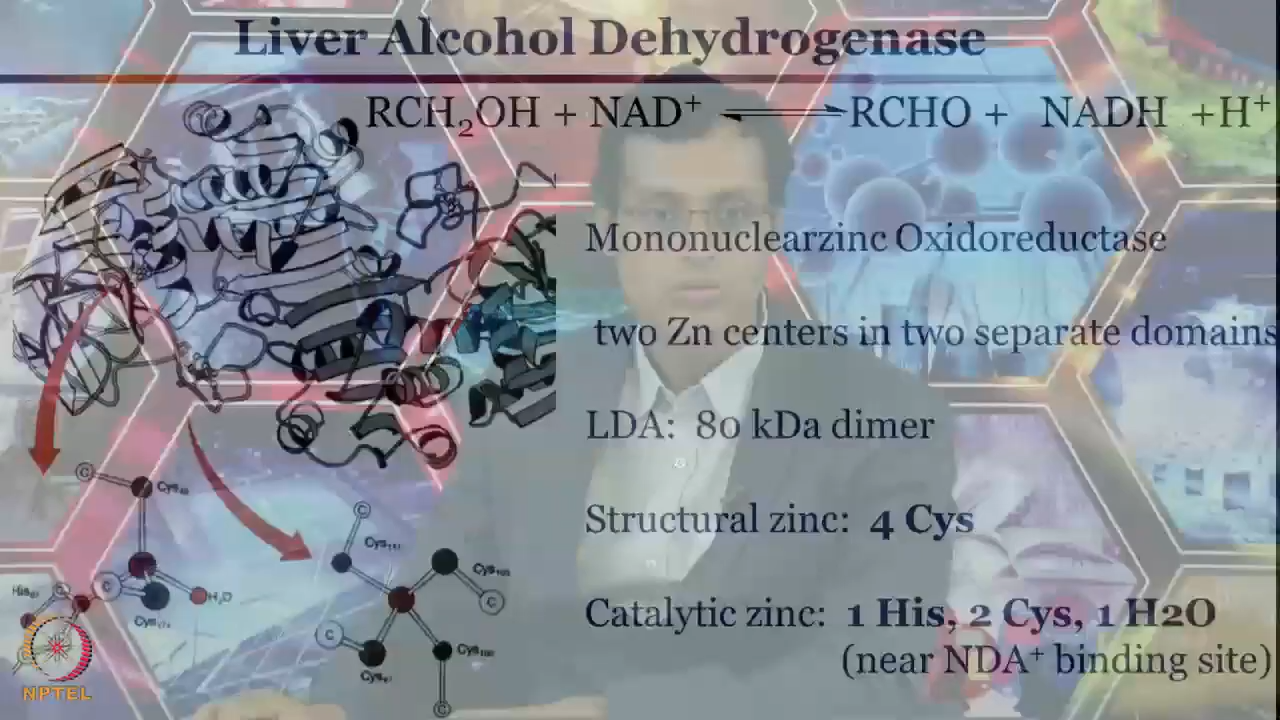 Liver Alcohol Dehydrogenase
RCH₂OH + NAD⁺ ⇌ RCHO + NADH + H⁺
Mononuclearzinc Oxidoreductase
two Zn centers in two separate domains
LDA: 80 kDa dimer
Structural zinc: 4 Cys
Catalytic zinc: 1 His, 2 Cys, 1 H2O
(near NDA⁺ binding site)
C
C
C
C
C
C
H₂O
NPTEL